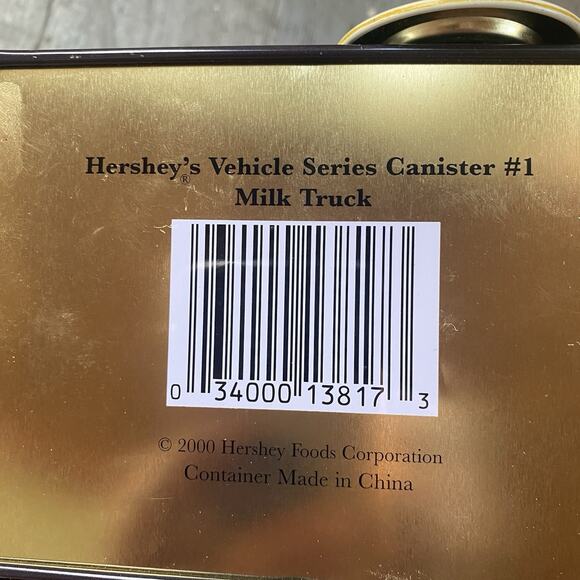 Hershey's® Vehicle Series Canister #1
Milk Truck
0 34000 13817 3
© 2000 Hershey Foods Corporation
Container Made in China